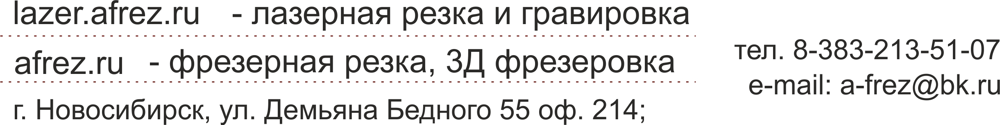 lazer.afrez.ru - лазерная резка и гравировка
afrez.ru - фрезерная резка, 3Д фрезеровка
г. Новосибирск, ул. Демьяна Бедного 55 оф. 214;
тел. 8-383-213-51-07
e-mail: a-frez@bk.ru